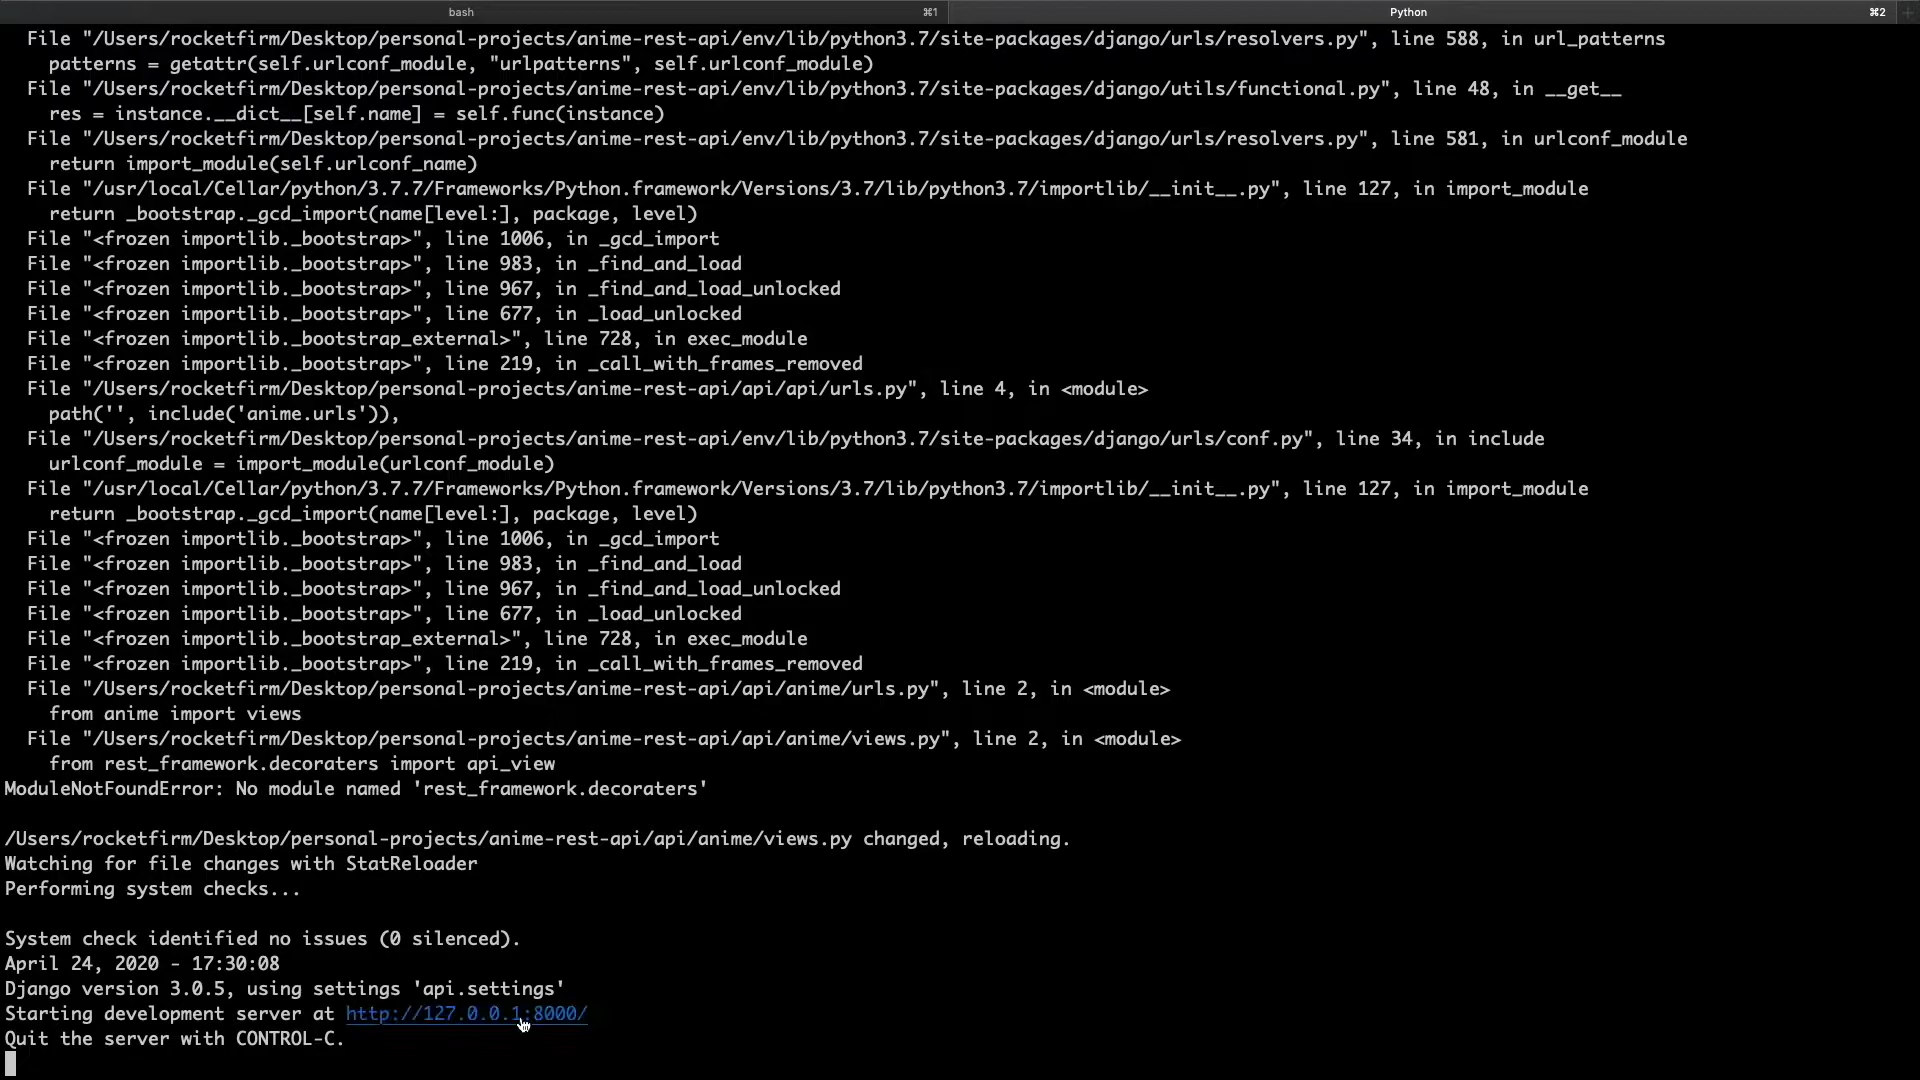 bash ⌘1 Python ⌘2
File "/Users/rocketfirm/Desktop/personal-projects/anime-rest-api/env/lib/python3.7/site-packages/django/urls/resolvers.py", line 588, in url_patterns
patterns = getattr(self.urlconf_module, "urlpatterns", self.urlconf_module)
File "/Users/rocketfirm/Desktop/personal-projects/anime-rest-api/env/lib/python3.7/site-packages/django/utils/functional.py", line 48, in __get__
res = instance.__dict__[self.name] = self.func(instance)
File "/Users/rocketfirm/Desktop/personal-projects/anime-rest-api/env/lib/python3.7/site-packages/django/urls/resolvers.py", line 581, in urlconf_module
return import_module(self.urlconf_name)
File "/usr/local/Cellar/python/3.7.7/Frameworks/Python.framework/Versions/3.7/lib/python3.7/importlib/__init__.py", line 127, in import_module
return _bootstrap._gcd_import(name[level:], package, level)
File "<frozen importlib._bootstrap>", line 1006, in _gcd_import
File "<frozen importlib._bootstrap>", line 983, in _find_and_load
File "<frozen importlib._bootstrap>", line 967, in _find_and_load_unlocked
File "<frozen importlib._bootstrap>", line 677, in _load_unlocked
File "<frozen importlib._bootstrap_external>", line 728, in exec_module
File "<frozen importlib._bootstrap>", line 219, in _call_with_frames_removed
File "/Users/rocketfirm/Desktop/personal-projects/anime-rest-api/api/api/urls.py", line 4, in <module>
path('', include('anime.urls')),
File "/Users/rocketfirm/Desktop/personal-projects/anime-rest-api/env/lib/python3.7/site-packages/django/urls/conf.py", line 34, in include
urlconf_module = import_module(urlconf_module)
File "/usr/local/Cellar/python/3.7.7/Frameworks/Python.framework/Versions/3.7/lib/python3.7/importlib/__init__.py", line 127, in import_module
return _bootstrap._gcd_import(name[level:], package, level)
File "<frozen importlib._bootstrap>", line 1006, in _gcd_import
File "<frozen importlib._bootstrap>", line 983, in _find_and_load
File "<frozen importlib._bootstrap>", line 967, in _find_and_load_unlocked
File "<frozen importlib._bootstrap>", line 677, in _load_unlocked
File "<frozen importlib._bootstrap_external>", line 728, in exec_module
File "<frozen importlib._bootstrap>", line 219, in _call_with_frames_removed
File "/Users/rocketfirm/Desktop/personal-projects/anime-rest-api/api/anime/urls.py", line 2, in <module>
from anime import views
File "/Users/rocketfirm/Desktop/personal-projects/anime-rest-api/api/anime/views.py", line 2, in <module>
from rest_framework.decoraters import api_view
ModuleNotFoundError: No module named 'rest_framework.decoraters'
/Users/rocketfirm/Desktop/personal-projects/anime-rest-api/api/anime/views.py changed, reloading.
Watching for file changes with StatReloader
Performing system checks...
System check identified no issues (0 silenced).
April 24, 2020 - 17:30:08
Django version 3.0.5, using settings 'api.settings'
Starting development server at http://127.0.0.1:8000/
Quit the server with CONTROL-C.